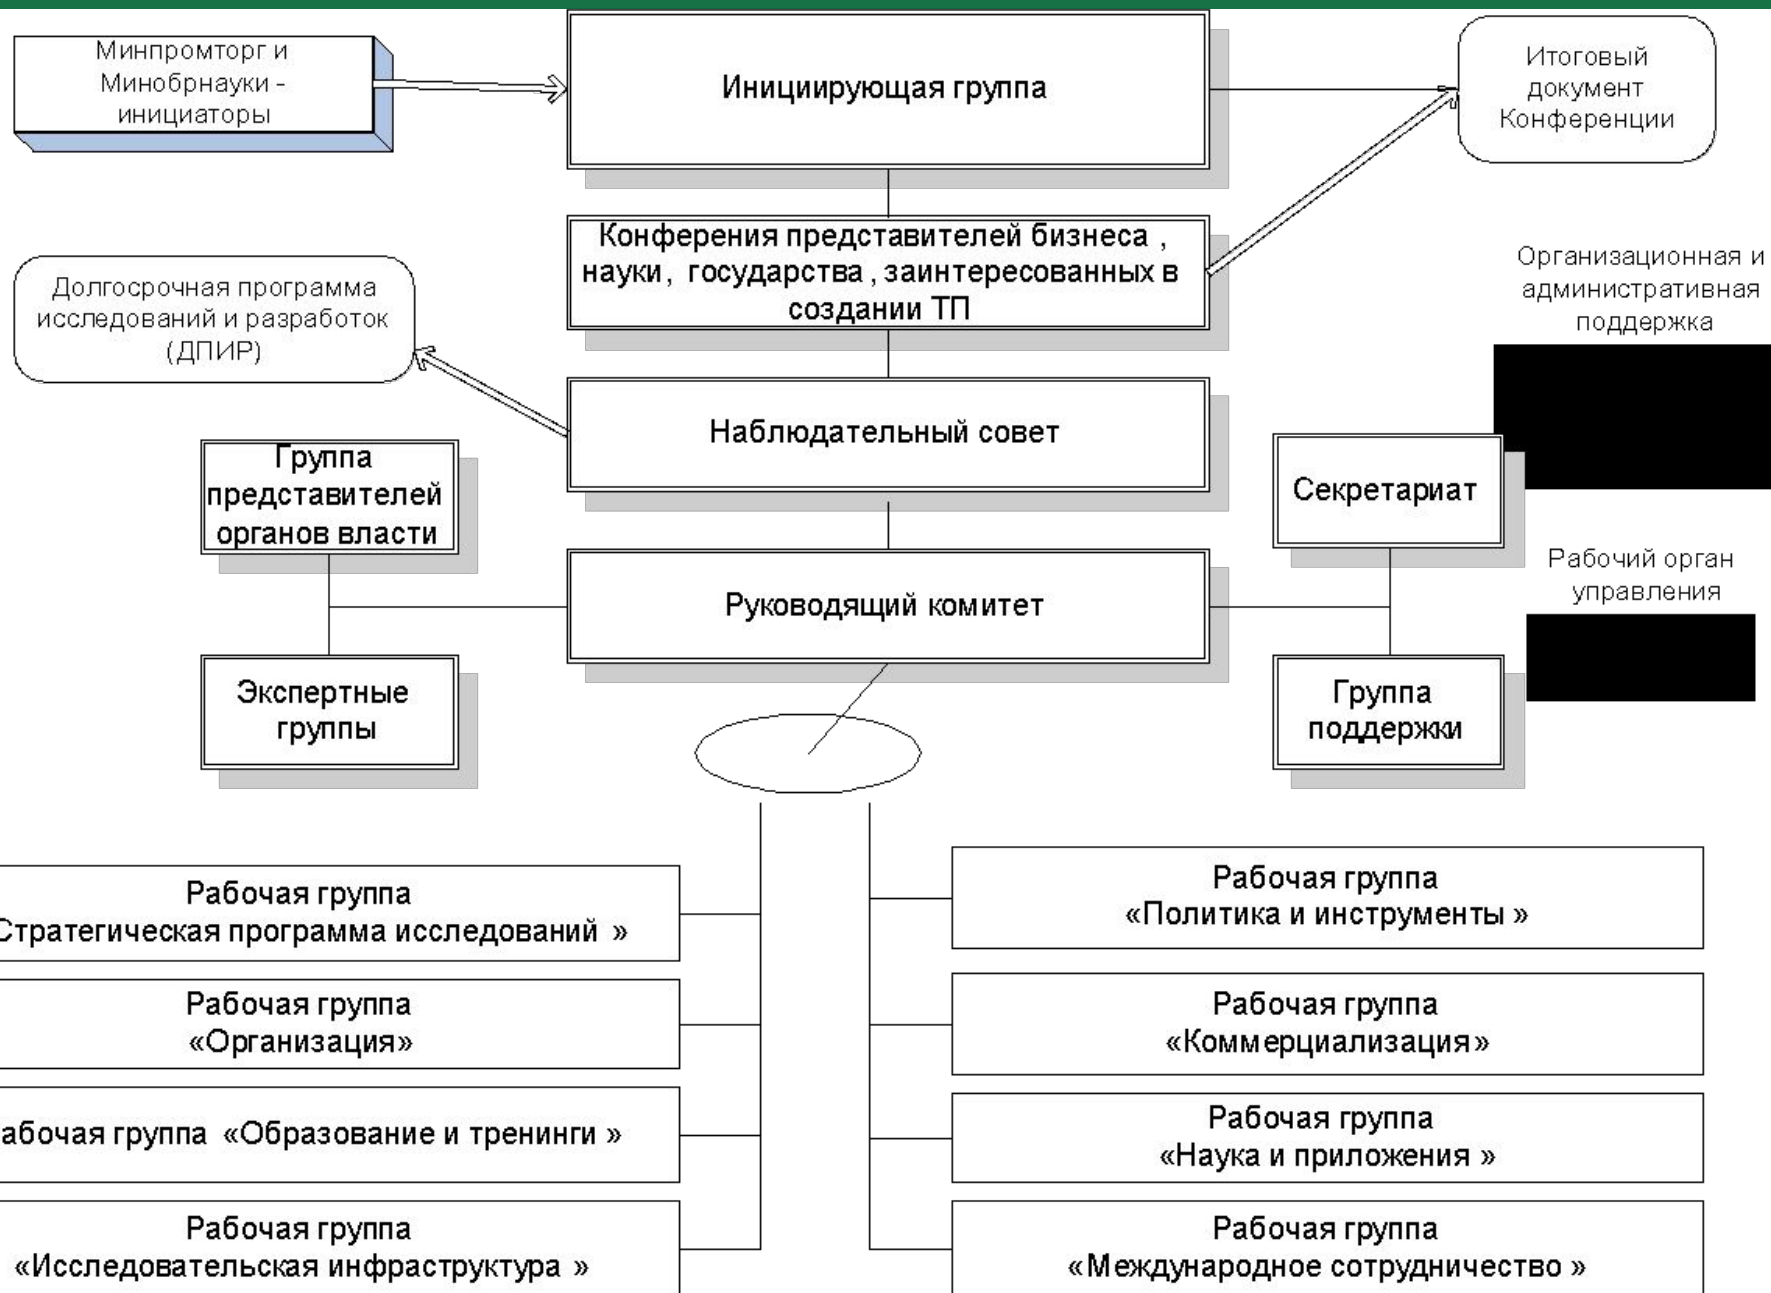 Минпромторг и
Минобрнауки -
инициаторы
Инициирующая группа
Итоговый
документ
Конференции
Конферения представителей бизнеса ,
науки, государства , заинтересованных в
создании ТП
Организационная и
административная
поддержка
Долгосрочная программа
исследований и разработок
(ДПИР)
Наблюдательный совет
Группа
представителей
органов власти
Секретариат
Рабочий орган
управления
Руководящий комитет
Экспертные
группы
Группа
поддержки
Рабочая группа
Стратегическая программа исследований »
Рабочая группа
«Организация»
абочая группа «Образование и тренинги »
Рабочая группа
«Исследовательская инфраструктура »
Рабочая группа
«Политика и инструменты »
Рабочая группа
«Коммерциализация»
Рабочая группа
«Наука и приложения »
Рабочая группа
«Международное сотрудничество »